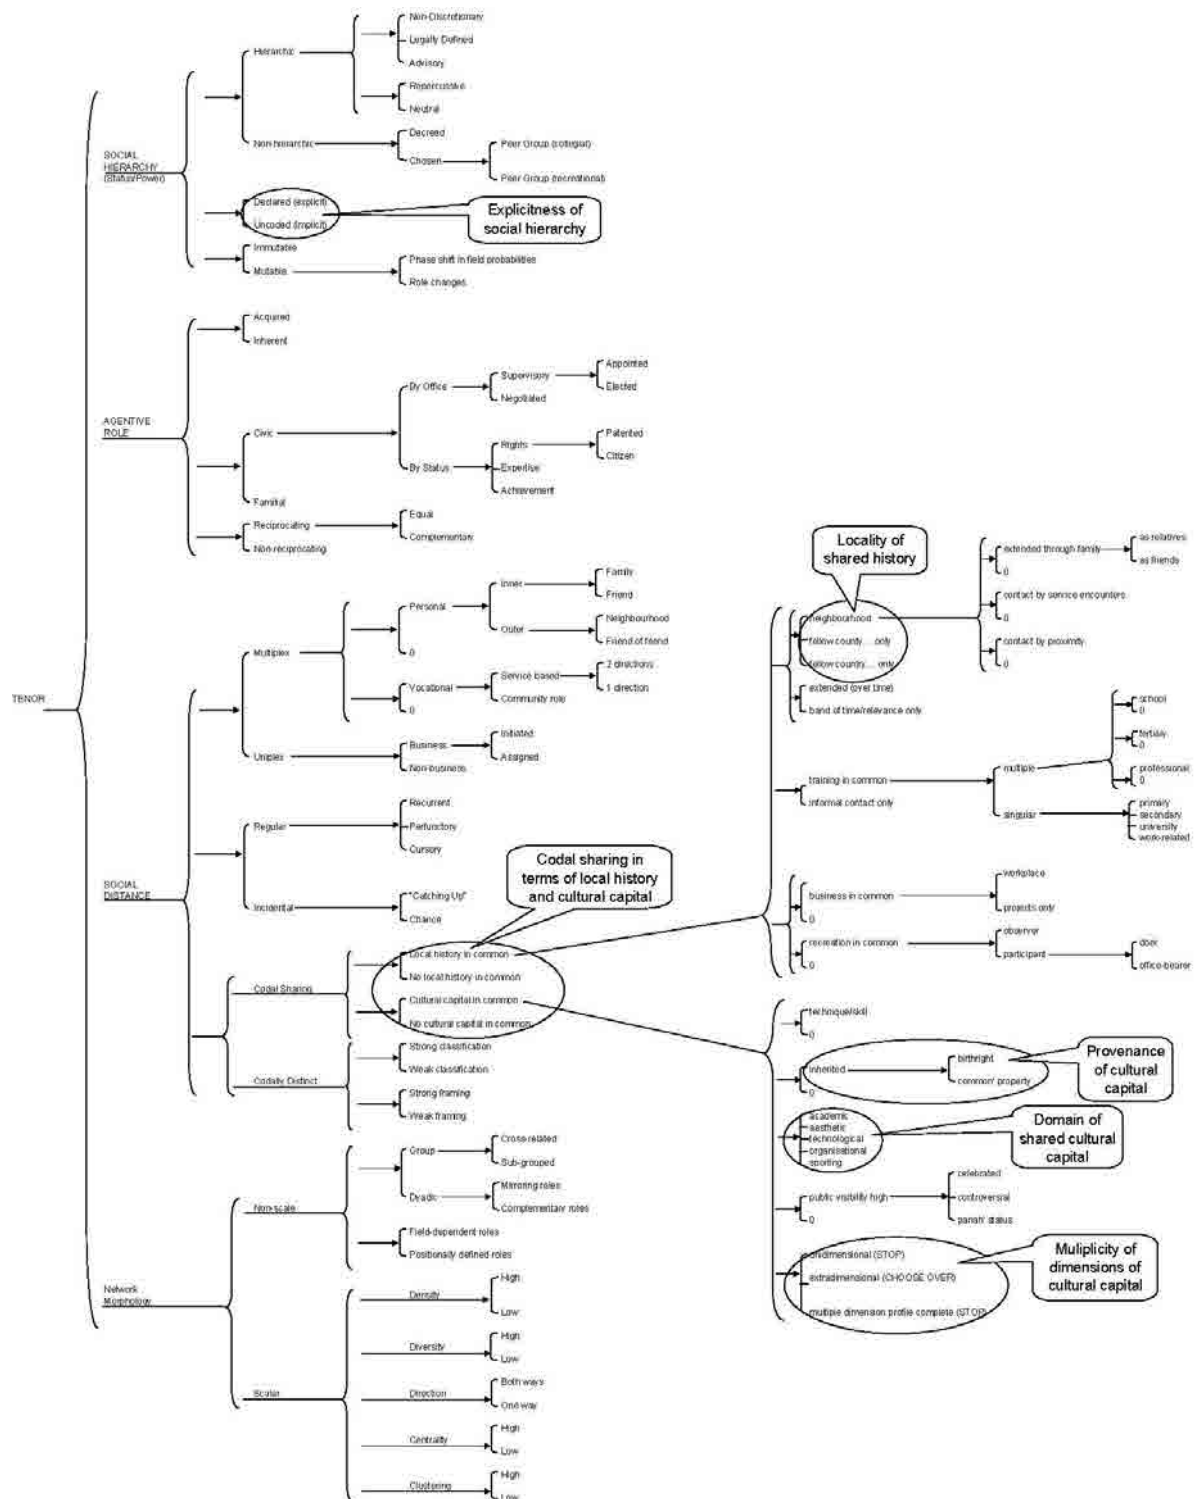 TENOR
SOCIAL
HIERARCHY
(Status/Power)
Hierarchic
Non-Discretionary
Legally Defined
Advisory
Repercussive
Neutral
Non-hierarchic
Decreed
Chosen
Peer Group (collegial)
Peer Group (recreational)
Declared (explicit)
Uncoded (implicit)
Explicitness of
social hierarchy
Immutable
Mutable
Phase shift in field probabilities
Role changes
AGENTIVE
ROLE
Acquired
Inherent
Civic
By Office
Supervisory
Appointed
Elected
Negotiated
By Status
Rights
Patented
Citizen
Expertise
Achievement
Familial
Reciprocating
Equal
Complementary
Non-reciprocating
SOCIAL
DISTANCE
Multiplex
Personal
Inner
Family
Friend
Outer
Neighbourhood
Friend of friend
0
Vocational
Service based
2 directions
1 direction
Community role
0
Uniplex
Business
Initiated
Assigned
Non-business
Regular
Recurrent
Perfunctory
Cursory
Incidental
"Catching Up"
Chance
Codal sharing in
terms of local history
and cultural capital
Codal Sharing
Local history in common
No local history in common
Cultural capital in common
No cultural capital in common
Codally Distinct
Strong classification
Weak classification
Strong framing
Weak framing
Locality of
shared history
neighbourhood
fellow county... only
fellow country... only
extended through family
as relatives
as friends
0
contact by service encounters
0
contact by proximity
0
extended (over time)
band of time/relevance only
training in common
multiple
school
0
tertiary
0
professional
0
singular
primary
secondary
university
work-related
informal contact only
business in common
workplace
projects only
0
recreation in common
observer
participant
doer
office-bearer
0
technique/skill
0
inherited
birthright
common' property
0
Provenance
of cultural
capital
academic
aesthetic
technological
organisational
sporting
Domain of
shared cultural
capital
public visibility high
celebrated
controversial
pariah' status
0
unidimensional (STOP)
extradimensional (CHOOSE OVER)
multiple dimension profile complete (STOP)
Muliplicity of
dimensions of
cultural capital
Network
Morphology
Non-scale
Group
Cross related
Sub-grouped
Dyadic
Mirroring roles
Complementary roles
Field-dependent roles
Positionally defined roles
Scalar
Density
High
Low
Diversity
High
Low
Direction
Both ways
One way
Centrality
High
Low
Clustering
High
Low